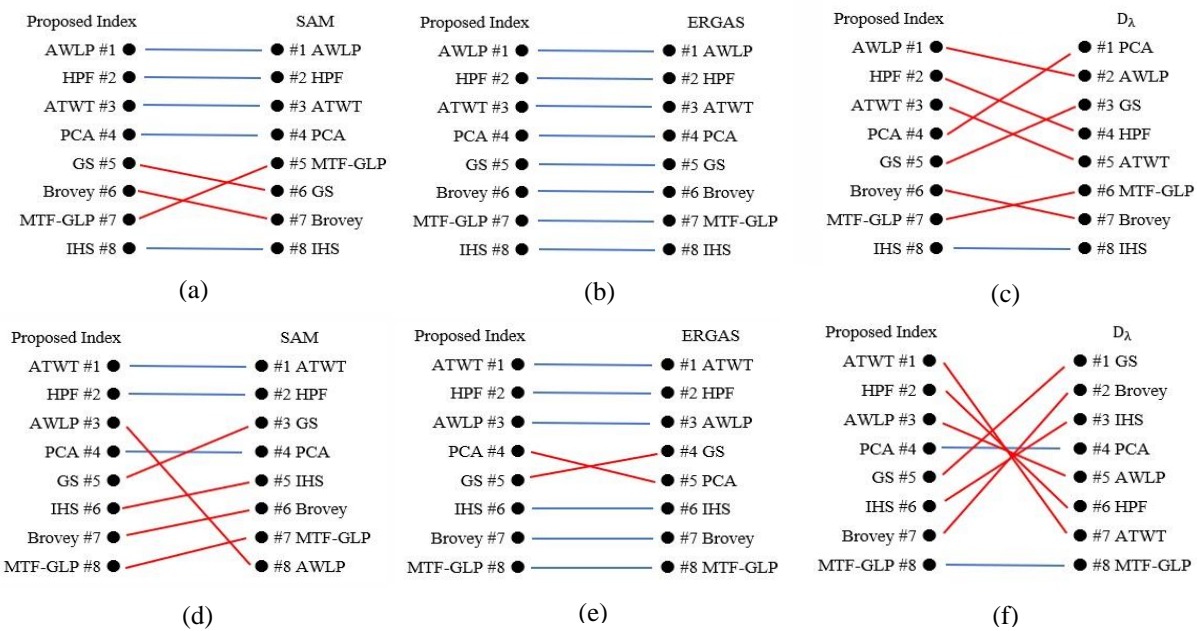 Proposed Index SAM
AWLP #1 #1 AWLP
HPF #2 #2 HPF
ATWT #3 #3 ATWT
PCA #4 #4 PCA
GS #5 #5 MTF-GLP
Brovey #6 #6 GS
MTF-GLP #7 #7 Brovey
IHS #8 #8 IHS
(a)
Proposed Index ERGAS
AWLP #1 #1 AWLP
HPF #2 #2 HPF
ATWT #3 #3 ATWT
PCA #4 #4 PCA
GS #5 #5 GS
Brovey #6 #6 Brovey
MTF-GLP #7 #7 MTF-GLP
IHS #8 #8 IHS
(b)
Proposed Index Dλ
AWLP #1 #1 PCA
HPF #2 #2 AWLP
ATWT #3 #3 GS
PCA #4 #4 HPF
GS #5 #5 ATWT
Brovey #6 #6 MTF-GLP
MTF-GLP #7 #7 Brovey
IHS #8 #8 IHS
(c)
Proposed Index SAM
ATWT #1 #1 ATWT
HPF #2 #2 HPF
AWLP #3 #3 GS
PCA #4 #4 PCA
GS #5 #5 IHS
IHS #6 #6 Brovey
Brovey #7 #7 MTF-GLP
MTF-GLP #8 #8 AWLP
(d)
Proposed Index ERGAS
ATWT #1 #1 ATWT
HPF #2 #2 HPF
AWLP #3 #3 AWLP
PCA #4 #4 GS
GS #5 #5 PCA
IHS #6 #6 IHS
Brovey #7 #7 Brovey
MTF-GLP #8 #8 MTF-GLP
(e)
Proposed Index Dλ
ATWT #1 #1 GS
HPF #2 #2 Brovey
AWLP #3 #3 IHS
PCA #4 #4 PCA
GS #5 #5 AWLP
IHS #6 #6 HPF
Brovey #7 #7 ATWT
MTF-GLP #8 #8 MTF-GLP
(f)